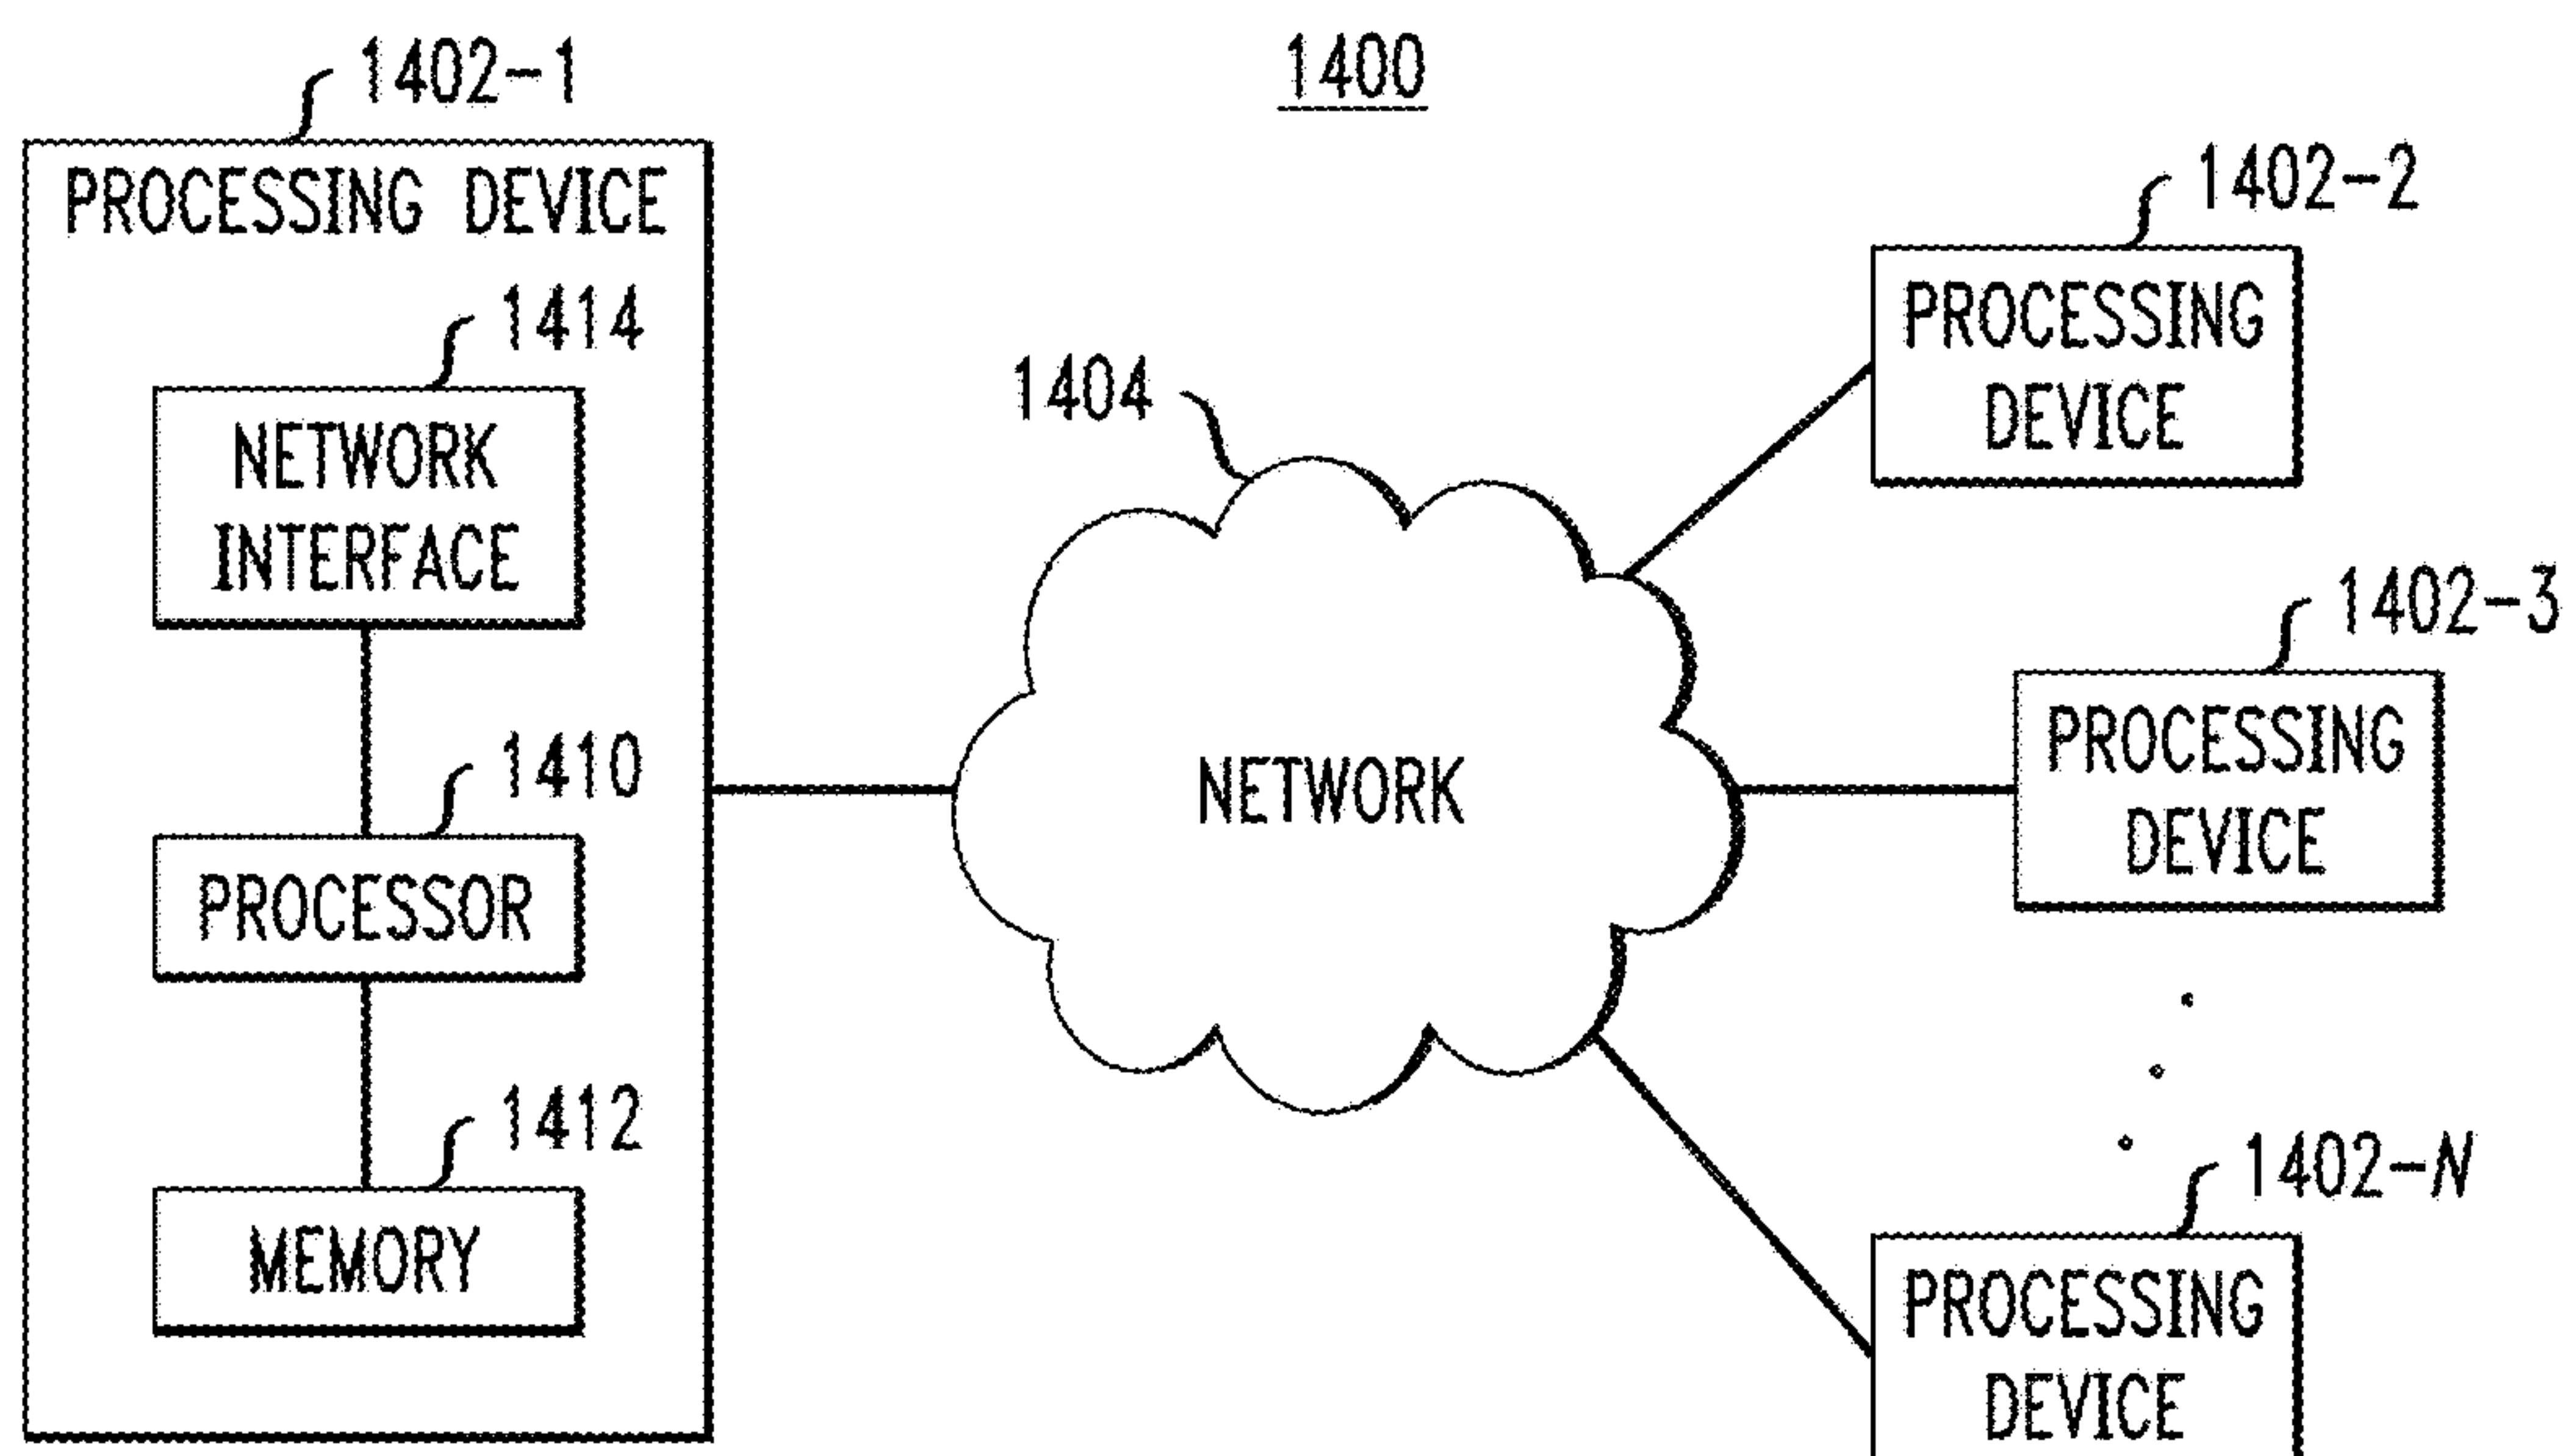 1400
1402-1
PROCESSING DEVICE
1414
NETWORK
INTERFACE
1410
PROCESSOR
1412
MEMORY
1404
NETWORK
1402-2
PROCESSING
DEVICE
1402-3
PROCESSING
DEVICE
1402-N
PROCESSING
DEVICE